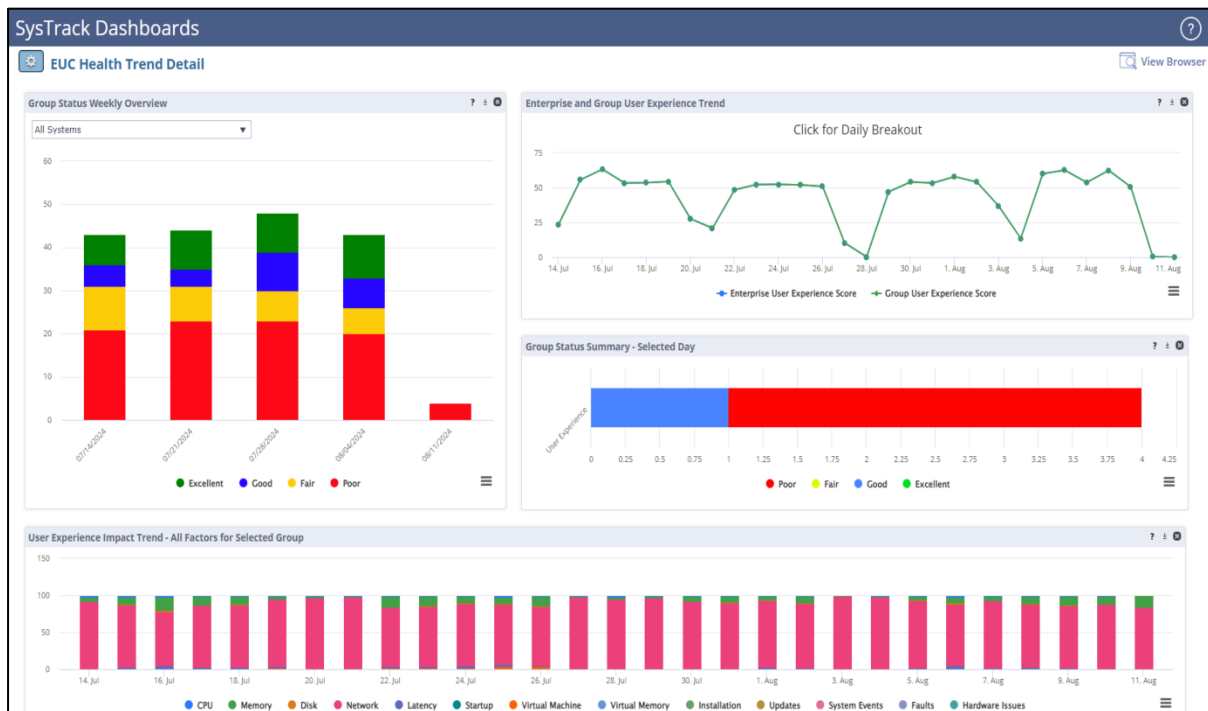 SysTrack Dashboards
?
EUC Health Trend Detail
View Browser
Group Status Weekly Overview
?
All Systems
60
50
40
30
20
10
0
07/14/2024
07/21/2024
07/28/2024
08/04/2024
08/11/2024
Excellent Good Fair Poor
Enterprise and Group User Experience Trend
?
Click for Daily Breakout
75
50
25
0
14. Jul 16. Jul 18. Jul 20. Jul 22. Jul 24. Jul 26. Jul 28. Jul 30. Jul 1. Aug 3. Aug 5. Aug 7. Aug 9. Aug 11. Aug
Enterprise User Experience Score Group User Experience Score
Group Status Summary - Selected Day
?
User Experience
0 0.25 0.5 0.75 1 1.25 1.5 1.75 2 2.25 2.5 2.75 3 3.25 3.5 3.75 4 4.25
Poor Fair Good Excellent
User Experience Impact Trend - All Factors for Selected Group
?
150
100
50
0
14. Jul 16. Jul 18. Jul 20. Jul 22. Jul 24. Jul 26. Jul 28. Jul 30. Jul 1. Aug 3. Aug 5. Aug 7. Aug 9. Aug 11. Aug
CPU Memory Disk Network Latency Startup Virtual Machine Virtual Memory Installation Updates System Events Faults Hardware Issues